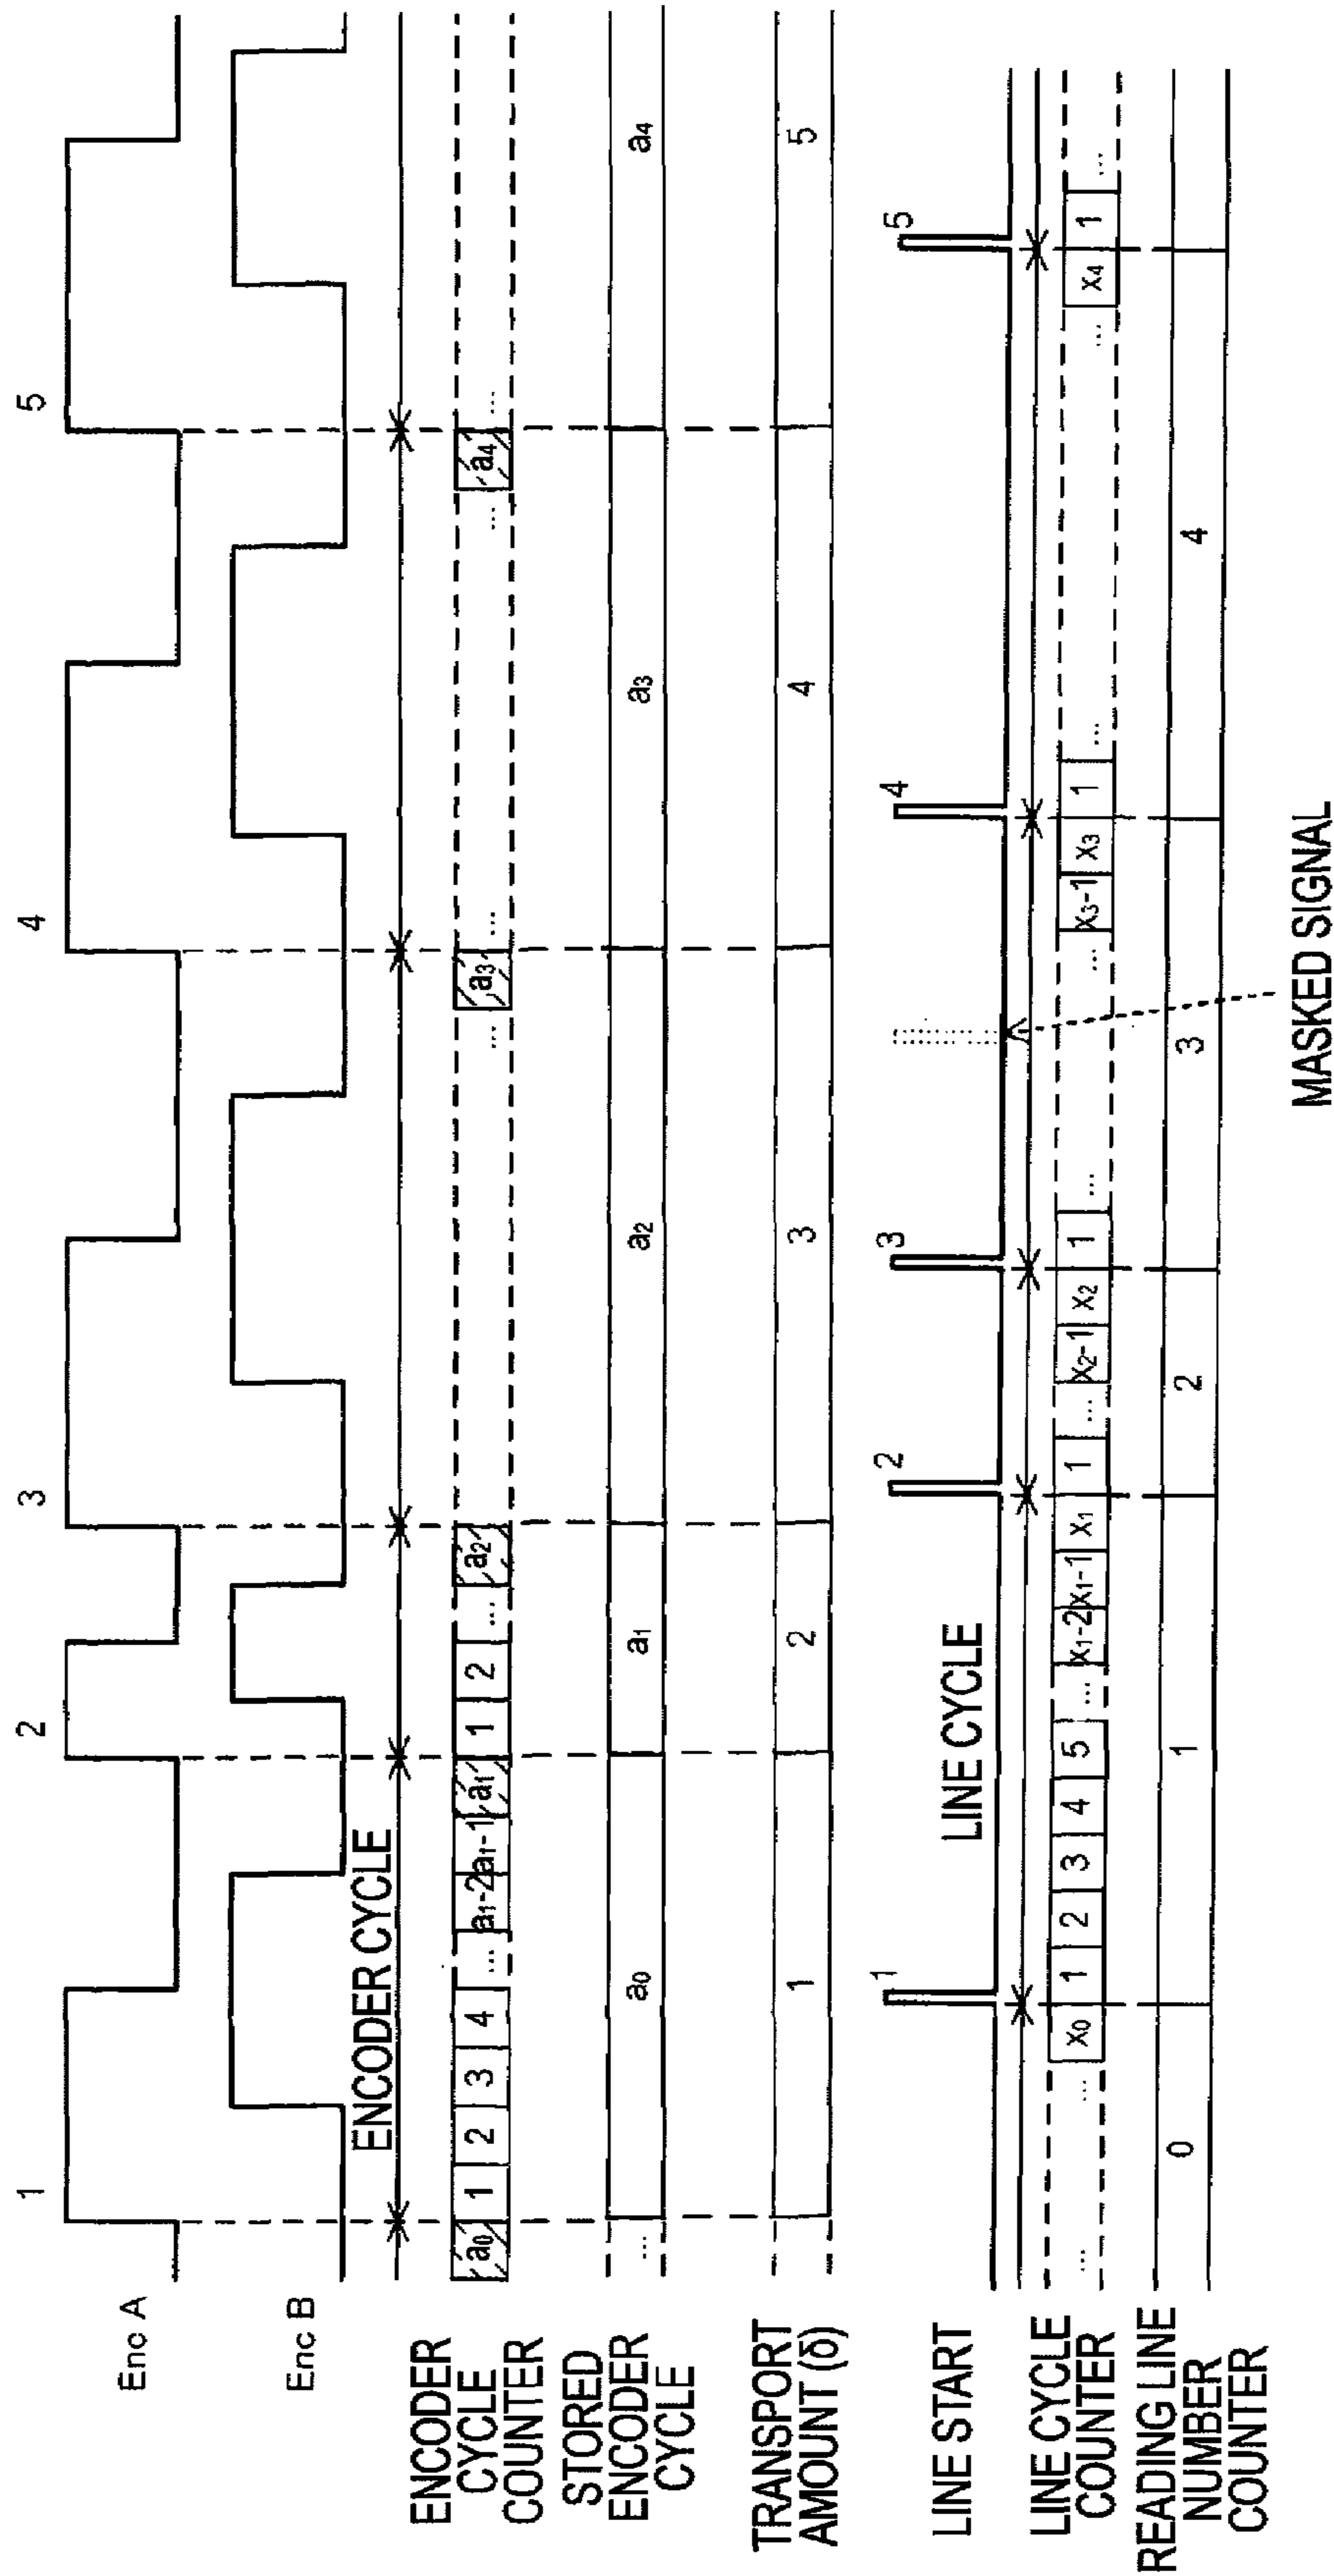 1 2 3 4 5
Enc A
Enc B
ENCODER CYCLE
ENCODER
CYCLE
COUNTER
a0 1 2 3 4 ... a1-2 a1-1 a1 1 2 ... a2 ... a3 ... ... a4 ...
STORED
ENCODER
CYCLE
... a0 a1 a2 a3 a4
TRANSPORT
AMOUNT (δ)
1 2 3 4 5
LINE START
1 2 3 4 5
LINE CYCLE
LINE CYCLE
COUNTER
... ... x0 1 2 3 4 5 ... x1-2 x1-1 x1 1 ... x2-1 x2 1 ... ... x3-1 x3 1 ... ... x4 1 ...
READING LINE
NUMBER
COUNTER
0 1 2 3 4
MASKED SIGNAL